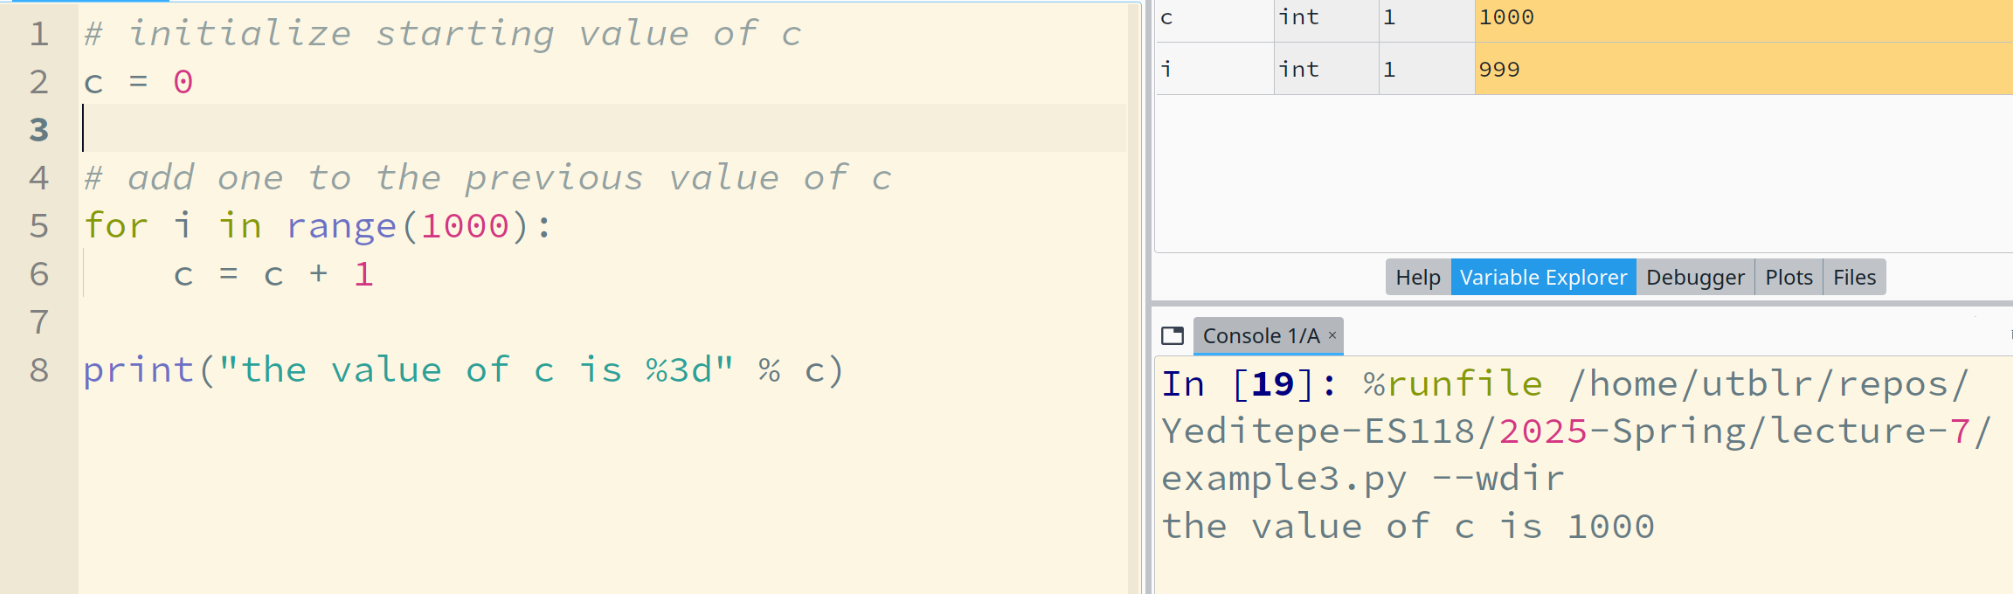 1 # initialize starting value of c
2 c = 0
3
4 # add one to the previous value of c
5 for i in range(1000):
6     c = c + 1
7
8 print("the value of c is %3d" % c)
c int 1 1000
i int 1 999
Help Variable Explorer Debugger Plots Files
Console 1/A ×
In [19]: %runfile /home/utblr/repos/
Yeditepe-ES118/2025-Spring/lecture-7/
example3.py --wdir
the value of c is 1000